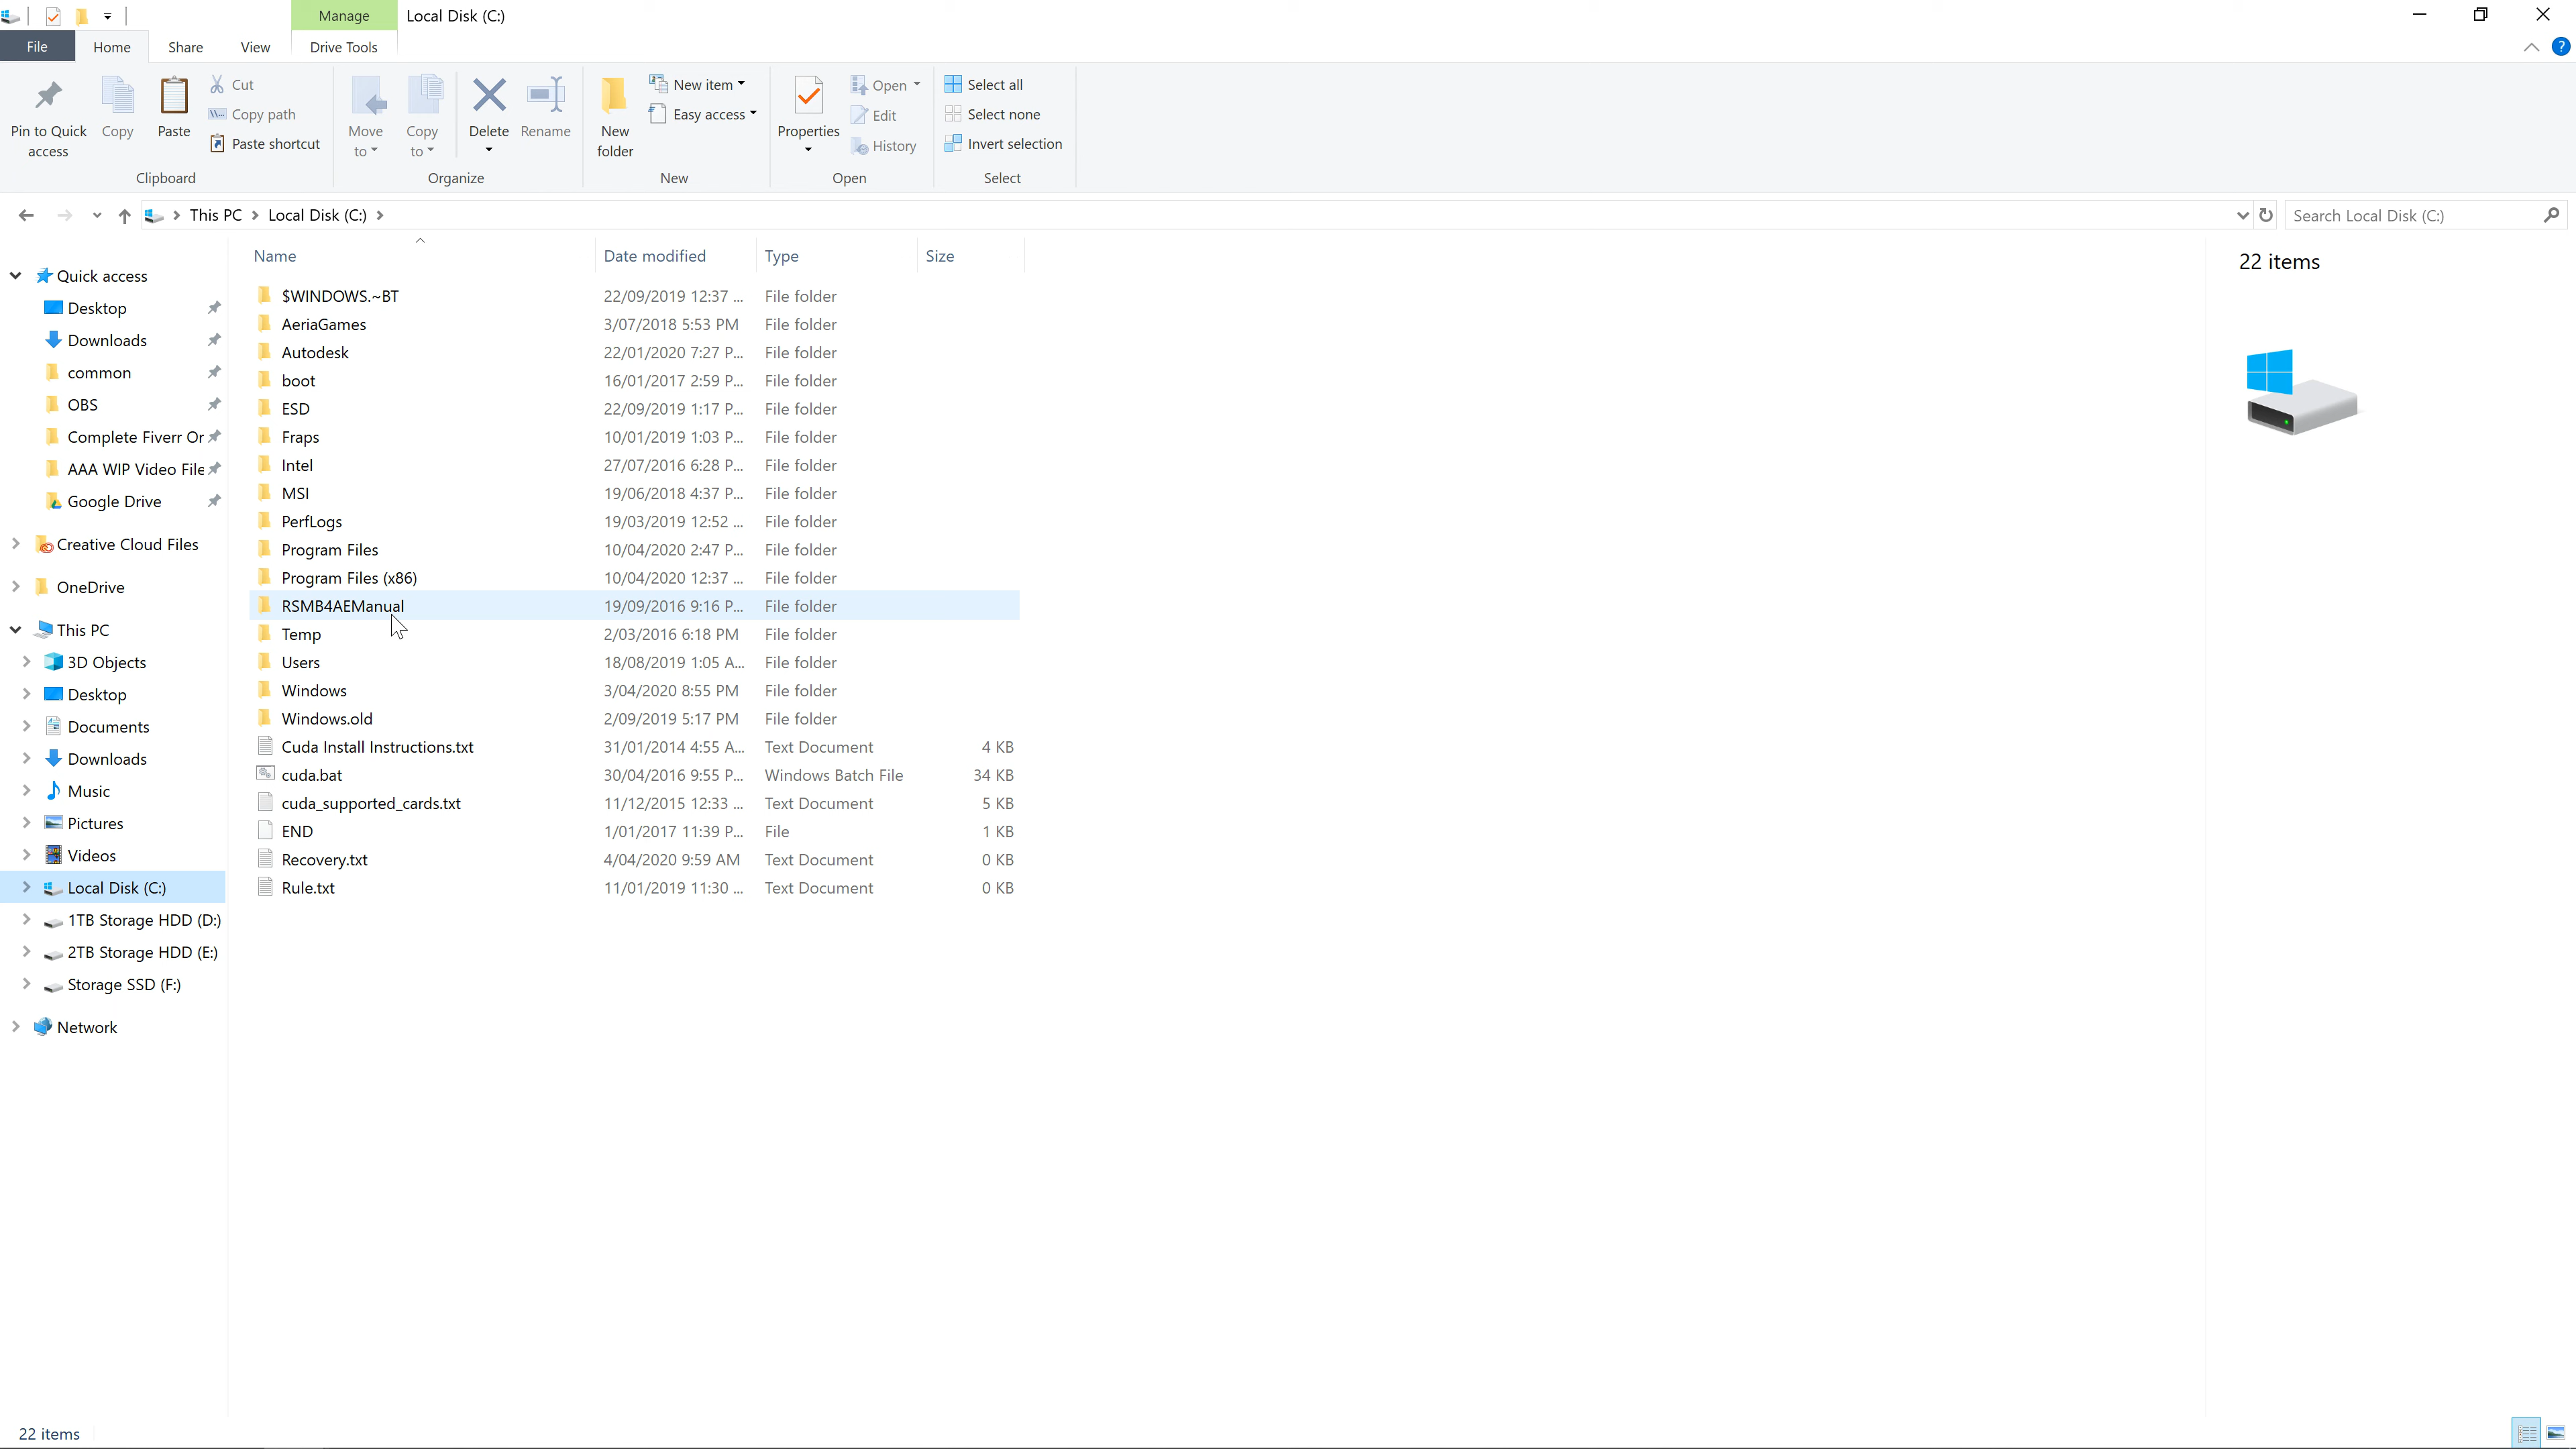 Manage Local Disk (C:)
File Home Share View Drive Tools
Pin to Quick access
Copy
Paste
Cut
Copy path
Paste shortcut
Clipboard
Move to
Copy to
Delete
Rename
Organize
New folder
New item
Easy access
New
Properties
Open
Edit
History
Open
Select all
Select none
Invert selection
Select
This PC > Local Disk (C:) >
Search Local Disk (C:)
Quick access
Desktop
Downloads
common
OBS
Complete Fiverr Or
AAA WIP Video File
Google Drive
Creative Cloud Files
OneDrive
This PC
3D Objects
Desktop
Documents
Downloads
Music
Pictures
Videos
Local Disk (C:)
1TB Storage HDD (D:)
2TB Storage HDD (E:)
Storage SSD (F:)
Network
Name Date modified Type Size
$WINDOWS.~BT 22/09/2019 12:37 ... File folder
AeriaGames 3/07/2018 5:53 PM File folder
Autodesk 22/01/2020 7:27 P... File folder
boot 16/01/2017 2:59 P... File folder
ESD 22/09/2019 1:17 P... File folder
Fraps 10/01/2019 1:03 P... File folder
Intel 27/07/2016 6:28 P... File folder
MSI 19/06/2018 4:37 P... File folder
PerfLogs 19/03/2019 12:52 ... File folder
Program Files 10/04/2020 2:47 P... File folder
Program Files (x86) 10/04/2020 12:37 ... File folder
RSMB4AEManual 19/09/2016 9:16 P... File folder
Temp 2/03/2016 6:18 PM File folder
Users 18/08/2019 1:05 A... File folder
Windows 3/04/2020 8:55 PM File folder
Windows.old 2/09/2019 5:17 PM File folder
Cuda Install Instructions.txt 31/01/2014 4:55 A... Text Document 4 KB
cuda.bat 30/04/2016 9:55 P... Windows Batch File 34 KB
cuda_supported_cards.txt 11/12/2015 12:33 ... Text Document 5 KB
END 1/01/2017 11:39 P... File 1 KB
Recovery.txt 4/04/2020 9:59 AM Text Document 0 KB
Rule.txt 11/01/2019 11:30 ... Text Document 0 KB
22 items
22 items